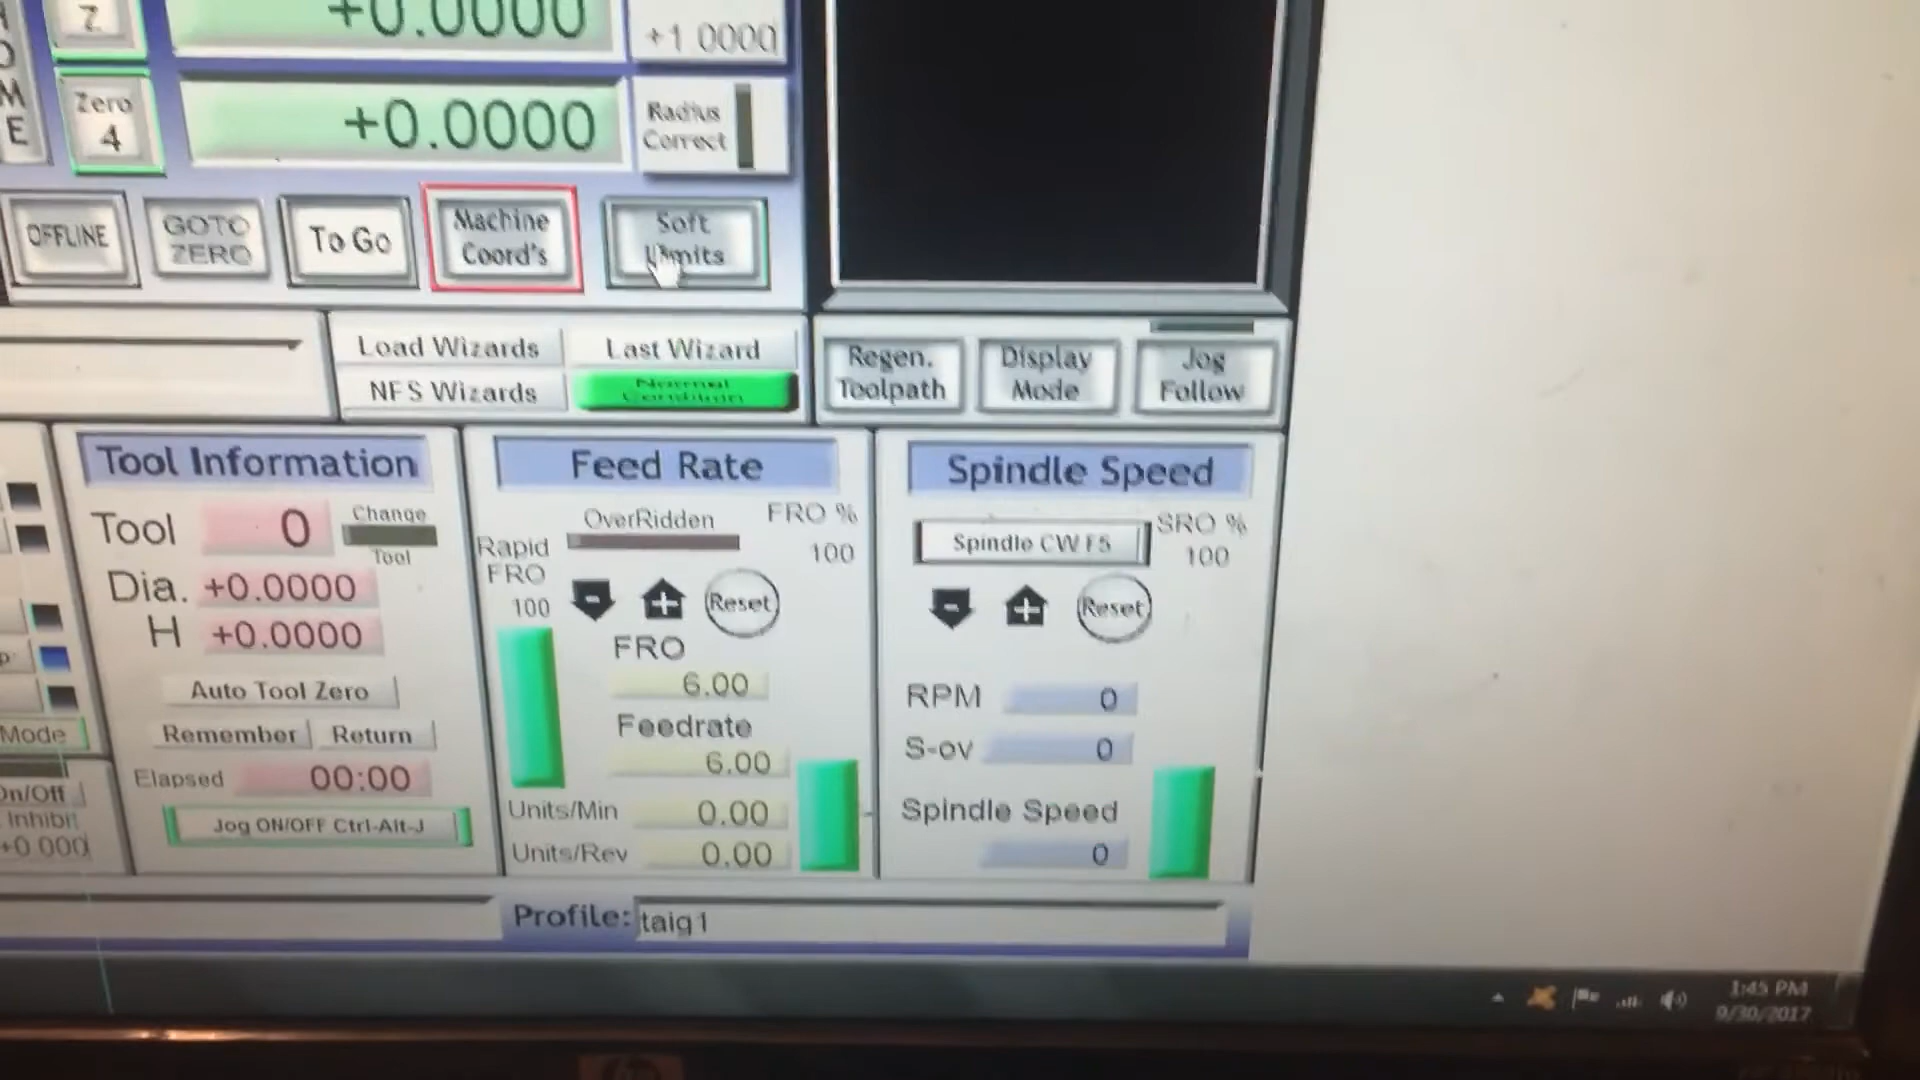 Z
+0.0000
+1 0000
O
M
E
Zero
4
+0.0000
Radius
Correct
OFFLINE
GOTO
ZERO
To Go
Machine
Coord's
Soft
Limits
Load Wizards
Last Wizard
NFS Wizards
Normal
Condition
Regen.
Toolpath
Display
Mode
Jog
Follow
Tool Information
Tool
0
Change
Tool
Dia. +0.0000
H +0.0000
Auto Tool Zero
Remember
Return
Elapsed
00:00
Jog ON/OFF Ctrl-Alt-J
Mode
On/Off
Inhibit
+0.000
Feed Rate
OverRidden
FRO %
100
Rapid
FRO
100
-
+
Reset
FRO
6.00
Feedrate
6.00
Units/Min
0.00
Units/Rev
0.00
Spindle Speed
Spindle CW F5
SRO %
100
-
+
Reset
RPM
0
S-ov
0
Spindle Speed
0
Profile: taig1
1:45 PM
9/30/2017
hp